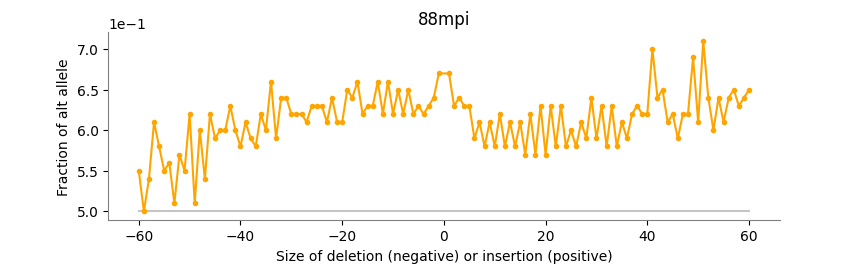 88mpi
1e−1
7.0
6.5
6.0
5.5
5.0
Fraction of alt allele
−60 −40 −20 0 20 40 60
Size of deletion (negative) or insertion (positive)